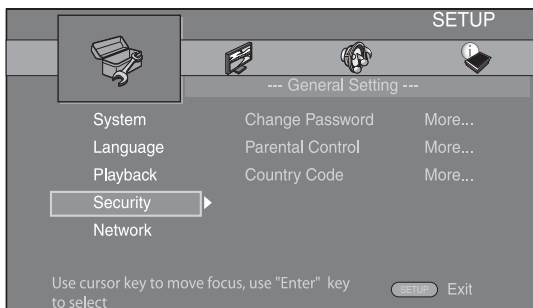 SETUP
--- General Setting ---
System
Language
Playback
Security
Network
Change Password More...
Parental Control More...
Country Code More...
Use cursor key to move focus, use "Enter" key
to select
SETUP Exit